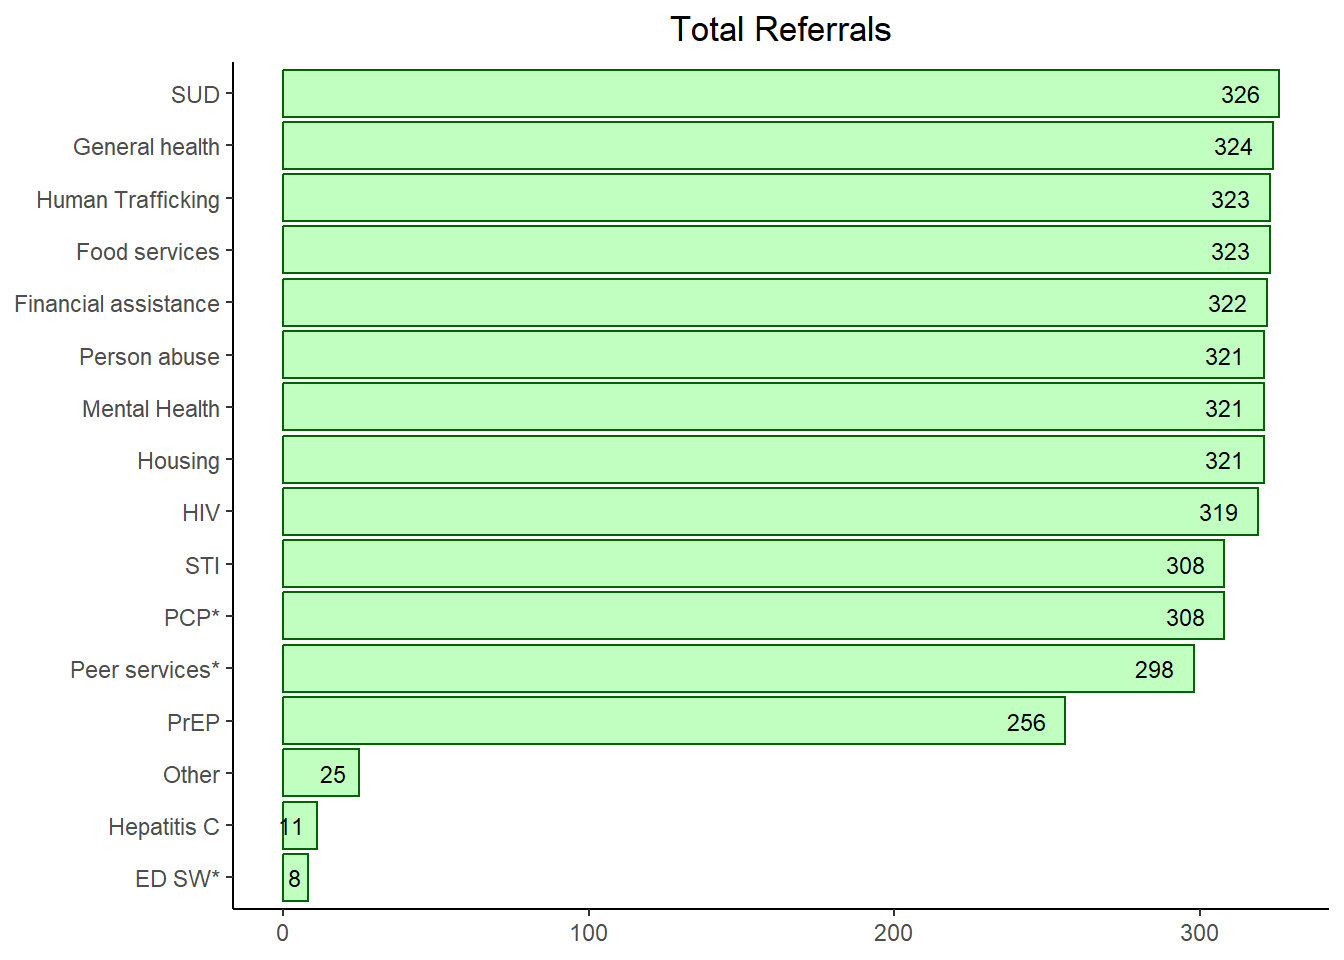 Total Referrals
SUD 326
General health 324
Human Trafficking 323
Food services 323
Financial assistance 322
Person abuse 321
Mental Health 321
Housing 321
HIV 319
STI 308
PCP* 308
Peer services* 298
PrEP 256
Other 25
Hepatitis C 11
ED SW* 8
0 100 200 300